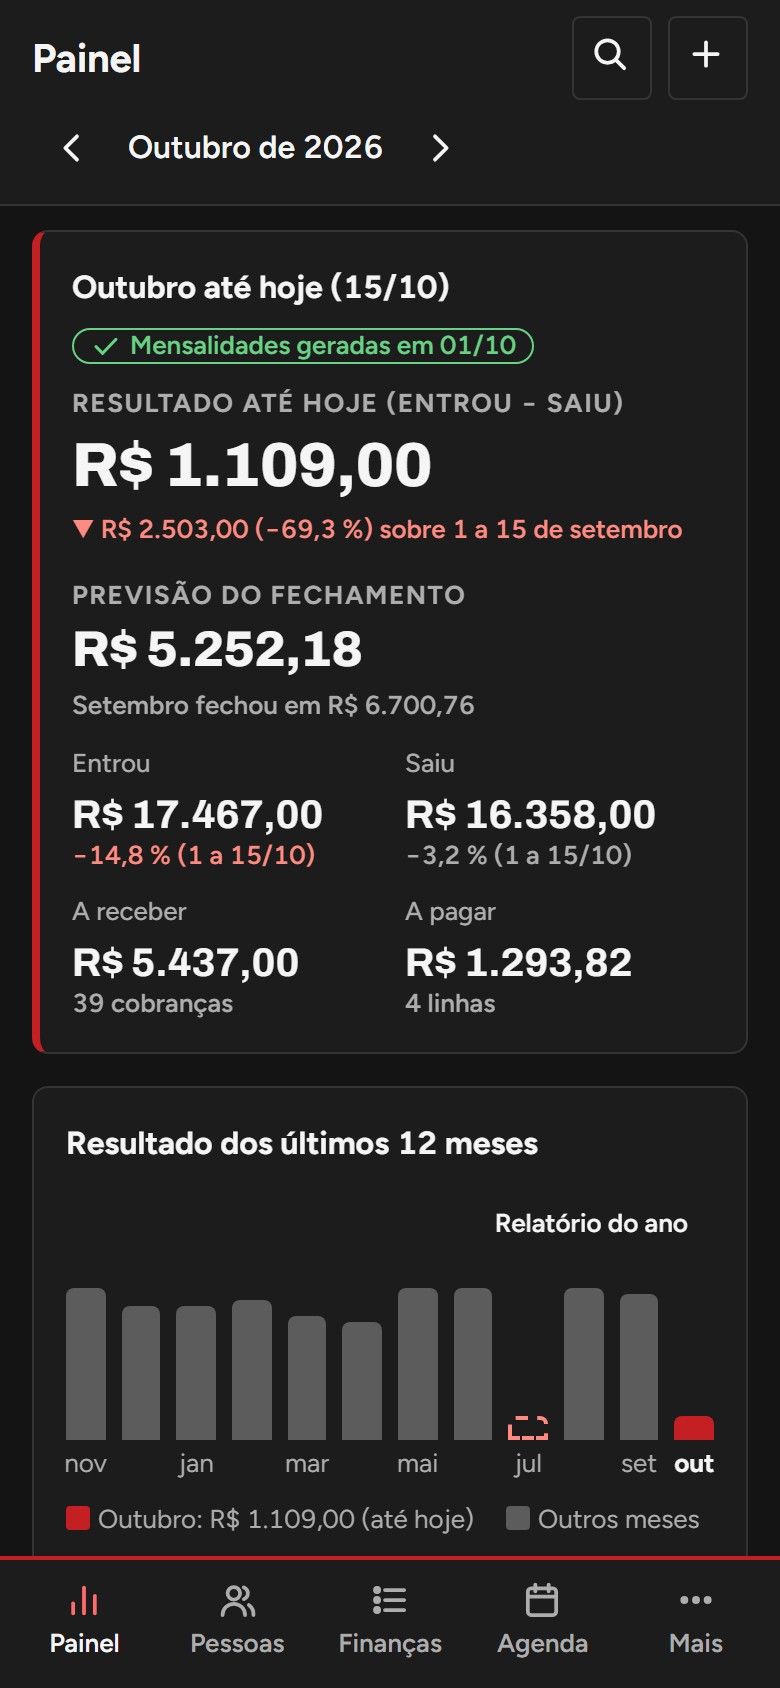 Painel
Outubro de 2026
Outubro até hoje (15/10)
Mensalidades geradas em 01/10
RESULTADO ATÉ HOJE (ENTROU − SAIU)
R$ 1.109,00
▼ R$ 2.503,00 (−69,3 %) sobre 1 a 15 de setembro
PREVISÃO DO FECHAMENTO
R$ 5.252,18
Setembro fechou em R$ 6.700,76
Entrou Saiu
R$ 17.467,00 R$ 16.358,00
−14,8 % (1 a 15/10) −3,2 % (1 a 15/10)
A receber A pagar
R$ 5.437,00 R$ 1.293,82
39 cobranças 4 linhas
Resultado dos últimos 12 meses
Relatório do ano
nov jan mar mai jul set out
Outubro: R$ 1.109,00 (até hoje) Outros meses
Painel Pessoas Finanças Agenda Mais